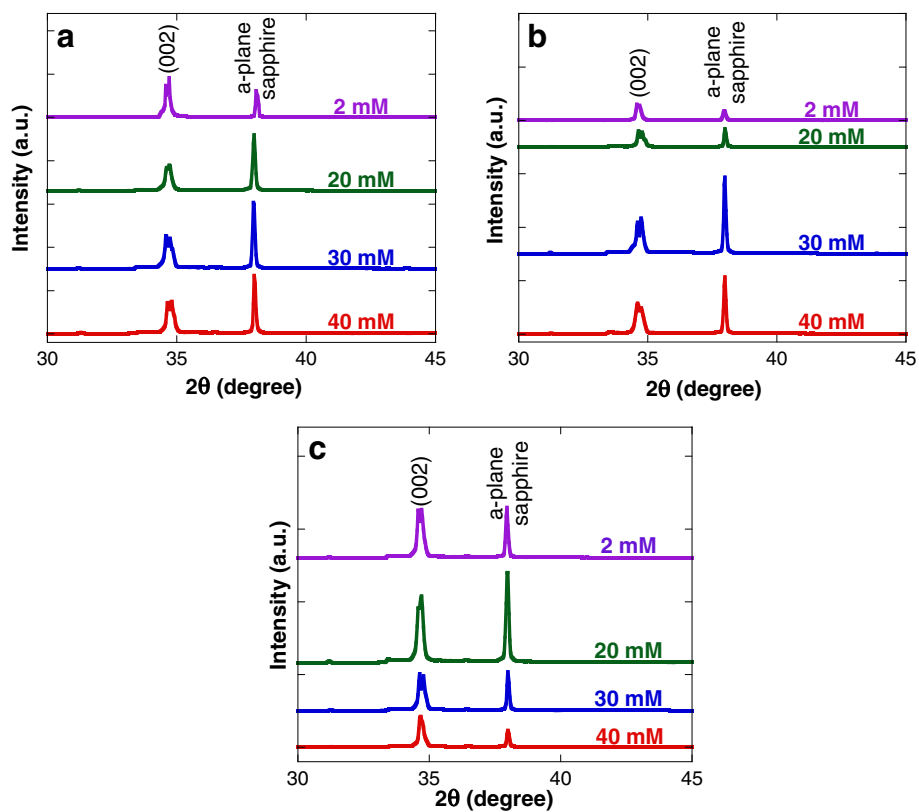 a
(002)
a-plane
sapphire
2 mM
20 mM
30 mM
40 mM
Intensity (a.u.)
30
35
40
45
2θ (degree)
b
(002)
a-plane
sapphire
2 mM
20 mM
30 mM
40 mM
Intensity (a.u.)
30
35
40
45
2θ (degree)
c
(002)
a-plane
sapphire
2 mM
20 mM
30 mM
40 mM
Intensity (a.u.)
30
35
40
45
2θ (degree)